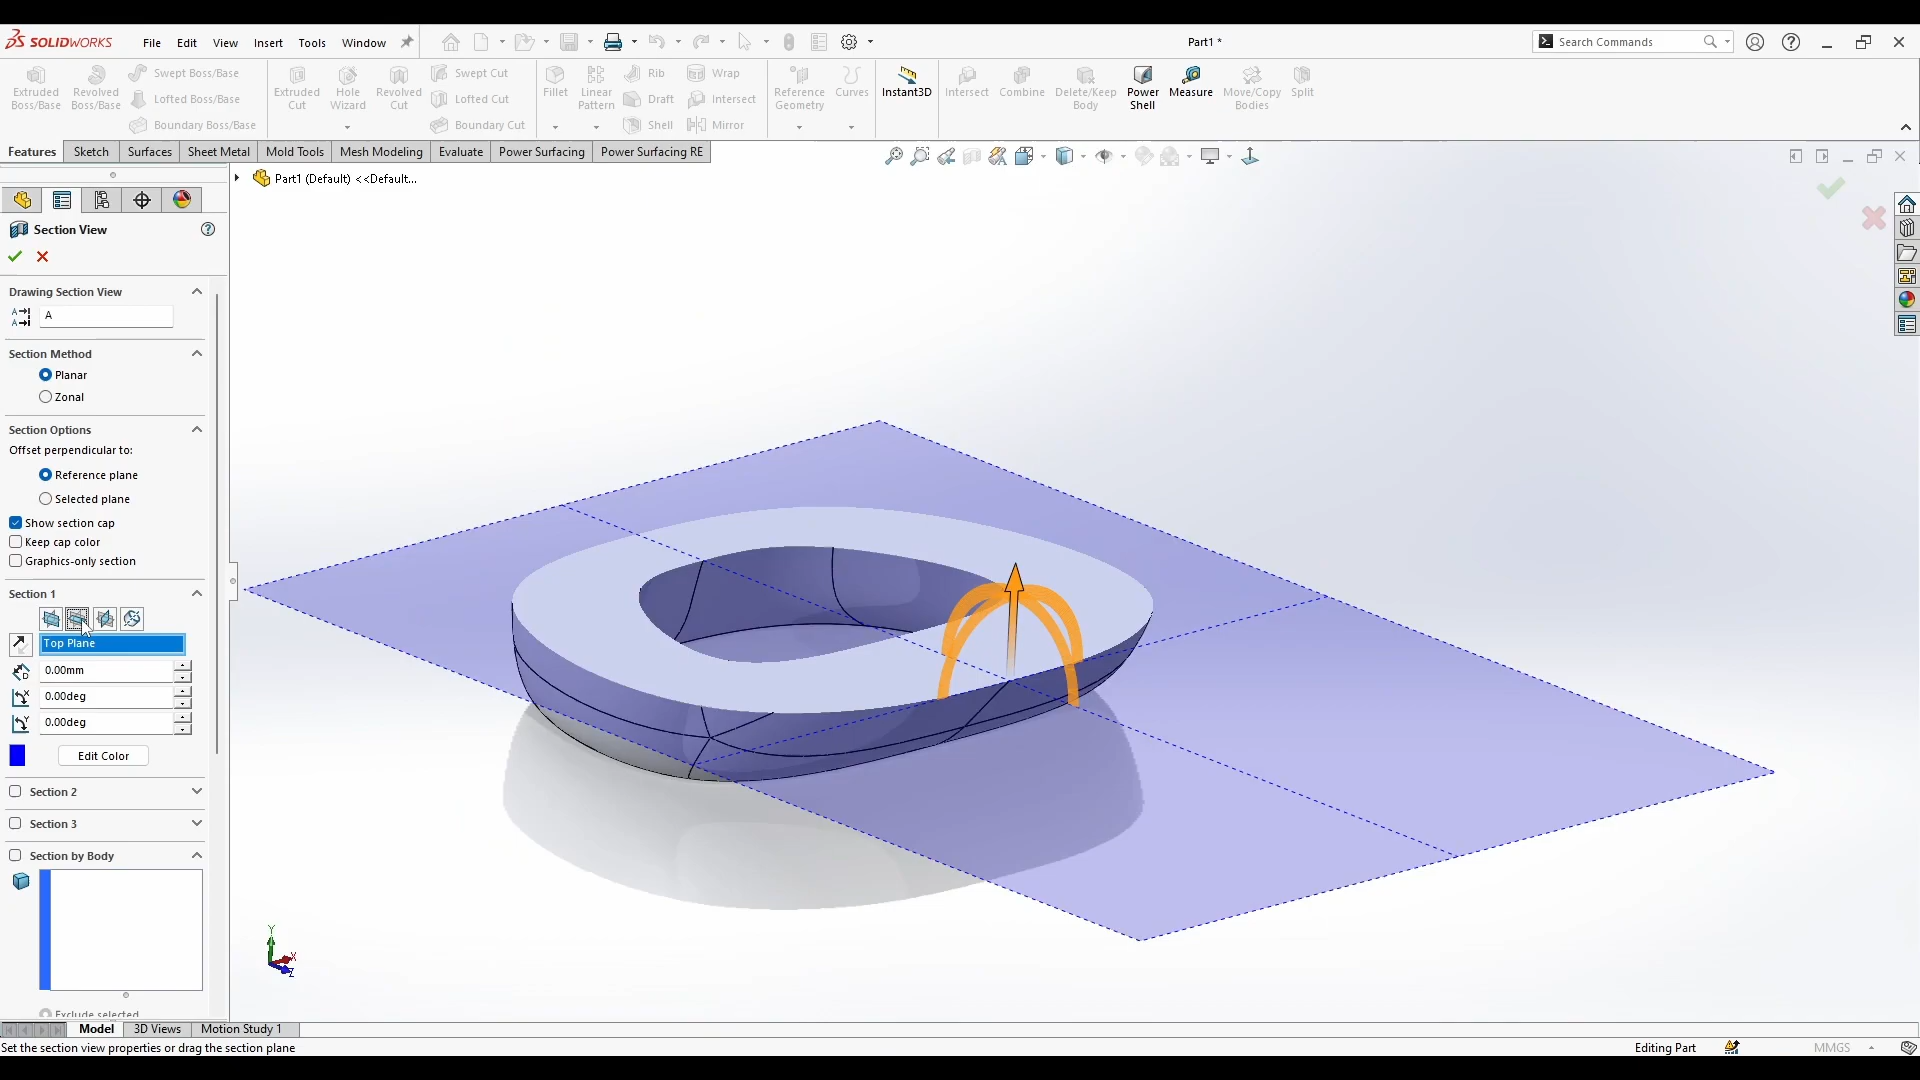 SOLIDWORKS
File
Edit
View
Insert
Tools
Window
Part1 *
Search Commands
Extruded Boss/Base
Revolved Boss/Base
Swept Boss/Base
Lofted Boss/Base
Boundary Boss/Base
Extruded Cut
Hole Wizard
Revolved Cut
Swept Cut
Lofted Cut
Boundary Cut
Fillet
Linear Pattern
Rib
Draft
Shell
Wrap
Intersect
Mirror
Reference Geometry
Curves
Instant3D
Intersect
Combine
Delete/Keep Body
Power Shell
Measure
Move/Copy Bodies
Split
Features
Sketch
Surfaces
Sheet Metal
Mold Tools
Mesh Modeling
Evaluate
Power Surfacing
Power Surfacing RE
Part1 (Default) <<Default...
Section View
Drawing Section View
A
Section Method
Planar
Zonal
Section Options
Offset perpendicular to:
Reference plane
Selected plane
Show section cap
Keep cap color
Graphics-only section
Section 1
Top Plane
0.00mm
0.00deg
0.00deg
Edit Color
Section 2
Section 3
Section by Body
Exclude selected
Y
X
Z
Model
3D Views
Motion Study 1
Set the section view properties or drag the section plane
Editing Part
MMGS